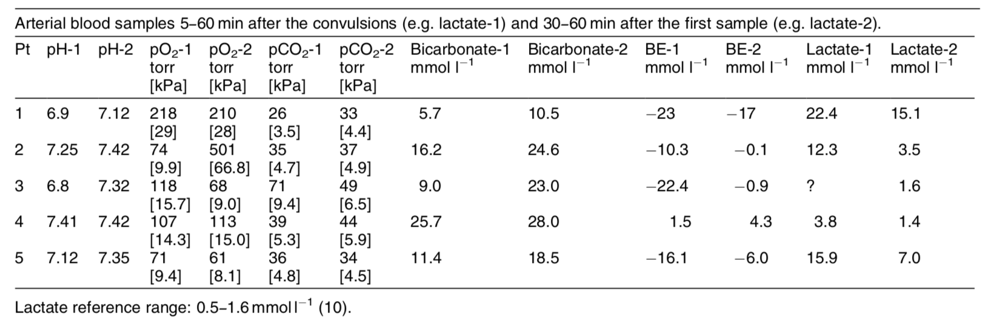 Arterial blood samples 5–60 min after the convulsions (e.g. lactate-1) and 30–60 min after the first sample (e.g. lactate-2).
Pt pH-1 pH-2 pO₂-1 pO₂-2 pCO₂-1 pCO₂-2 Bicarbonate-1 Bicarbonate-2 BE-1 BE-2 Lactate-1 Lactate-2
torr torr torr torr mmol l⁻¹ mmol l⁻¹ mmol l⁻¹ mmol l⁻¹ mmol l⁻¹ mmol l⁻¹
[kPa] [kPa] [kPa] [kPa]
1 6.9 7.12 218 210 26 33 5.7 10.5 −23 −17 22.4 15.1
[29] [28] [3.5] [4.4]
2 7.25 7.42 74 501 35 37 16.2 24.6 −10.3 −0.1 12.3 3.5
[9.9] [66.8] [4.7] [4.9]
3 6.8 7.32 118 68 71 49 9.0 23.0 −22.4 −0.9 ? 1.6
[15.7] [9.0] [9.4] [6.5]
4 7.41 7.42 107 113 39 44 25.7 28.0 1.5 4.3 3.8 1.4
[14.3] [15.0] [5.3] [5.9]
5 7.12 7.35 71 61 36 34 11.4 18.5 −16.1 −6.0 15.9 7.0
[9.4] [8.1] [4.8] [4.5]
Lactate reference range: 0.5–1.6 mmol l⁻¹ (10).